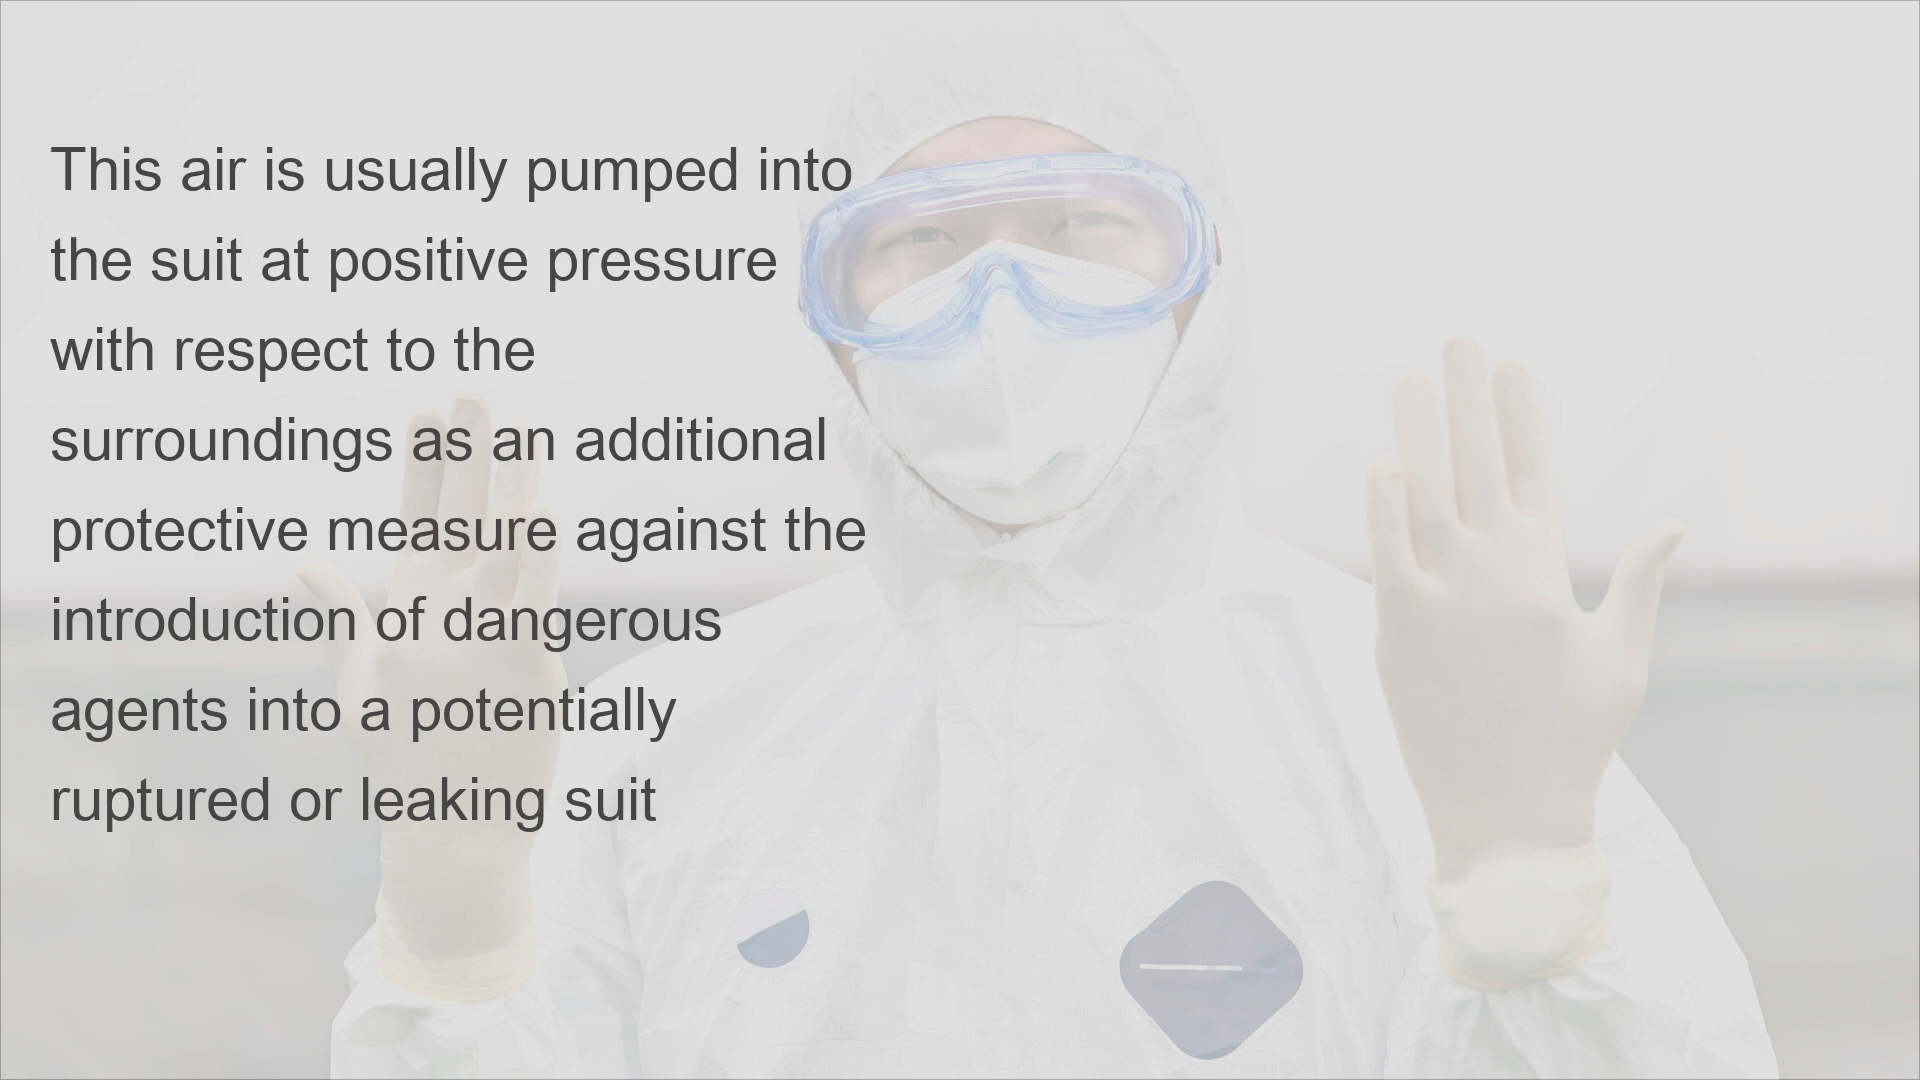 This air is usually pumped into
the suit at positive pressure
with respect to the
surroundings as an additional
protective measure against the
introduction of dangerous
agents into a potentially
ruptured or leaking suit